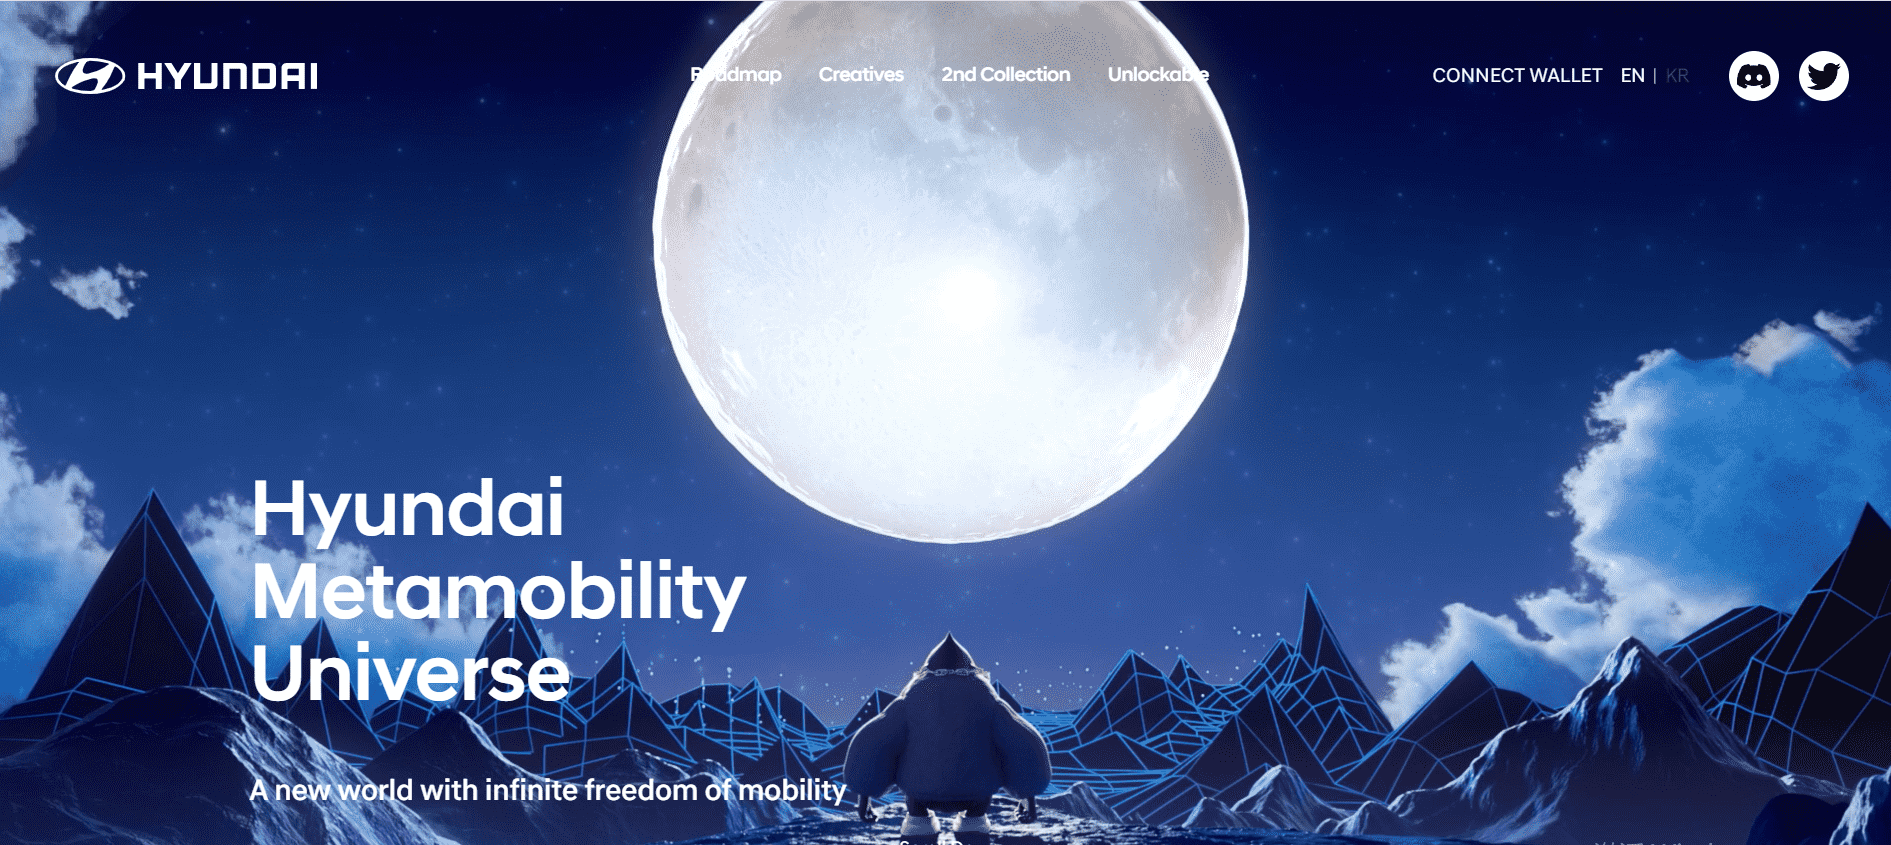 HYUNDAI
Roadmap Creatives 2nd Collection Unlockable
CONNECT WALLET EN | KR
Hyundai
Metamobility
Universe
A new world with infinite freedom of mobility